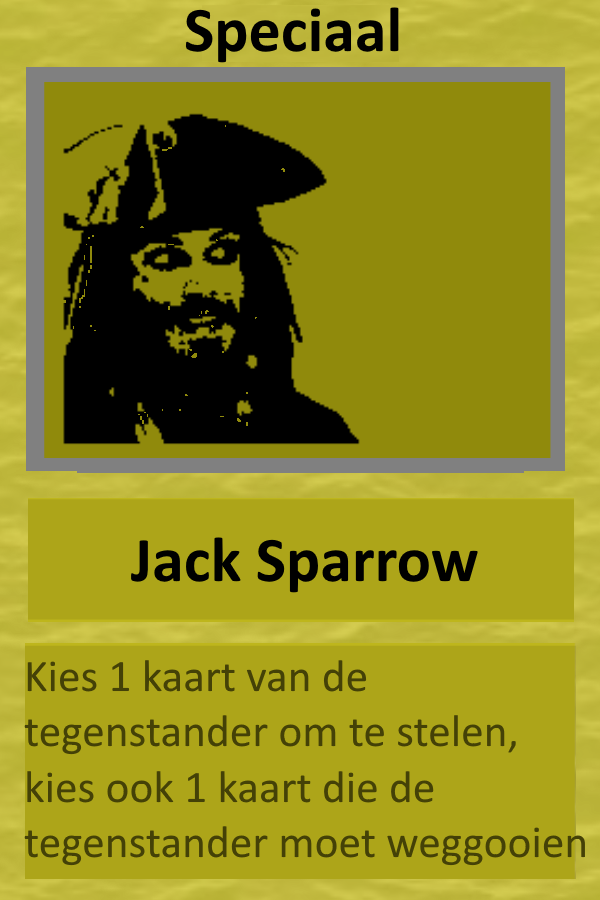 Speciaal
Jack Sparrow
Kies 1 kaart van de
tegenstander om te stelen,
kies ook 1 kaart die de
tegenstander moet weggooien